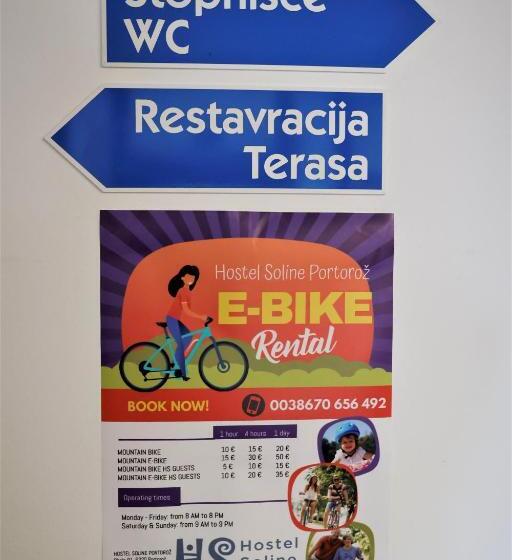 Stopnišče
WC
Restavracija
Terasa
Hostel Soline Portorož
E-BIKE
Rental
BOOK NOW!
0038670 656 492
1 hour 4 hours 1 day
MOUNTAIN BIKE 10 € 15 € 20 €
MOUNTAIN E-BIKE 15 € 30 € 50 €
MOUNTAIN BIKE HS GUESTS 5 € 10 € 15 €
MOUNTAIN E-BIKE HS GUESTS 10 € 20 € 35 €
Operating times
Monday - Friday: from 8 AM to 8 PM
Saturday & Sunday: from 9 AM to 9 PM
HOSTEL SOLINE PORTOROŽ
HS Hostel
Soline